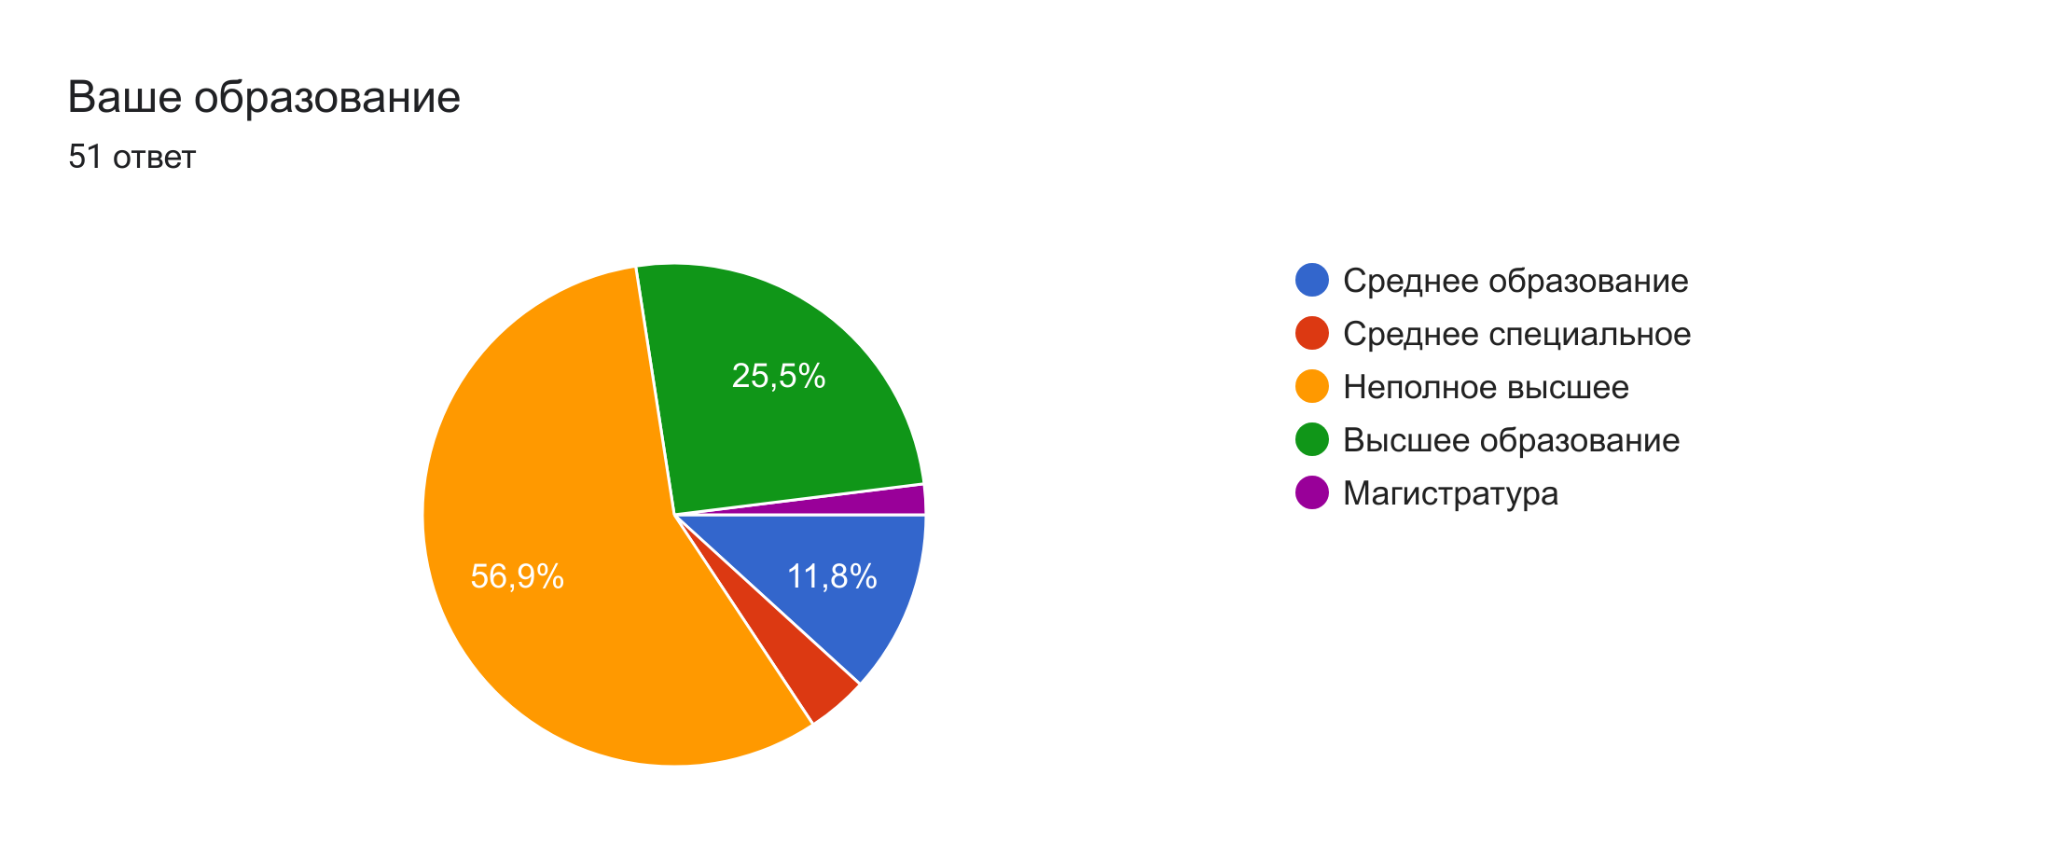 Ваше образование
51 ответ
25,5%
56,9%
11,8%
Среднее образование
Среднее специальное
Неполное высшее
Высшее образование
Магистратура